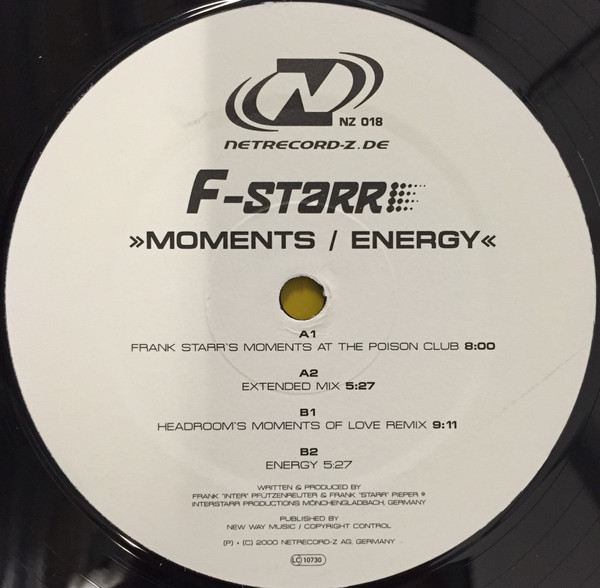 NZ 018
NETRECORD-Z.DE
F-STARR
»MOMENTS / ENERGY«
A1
FRANK STARR'S MOMENTS AT THE POISON CLUB 8:00
A2
EXTENDED MIX 5:27
B1
HEADROOM'S MOMENTS OF LOVE REMIX 9:11
B2
ENERGY 5:27
WRITTEN & PRODUCED BY
FRANK "INTER" PFÜTZENREUTER & FRANK "STARR" PIEPER @
INTERSTARR PRODUCTIONS MÖNCHENGLADBACH, GERMANY
PUBLISHED BY
NEW WAY MUSIC / COPYRIGHT CONTROL
(P) + (C) 2000 NETRECORD-Z AG, GERMANY
LC 10730